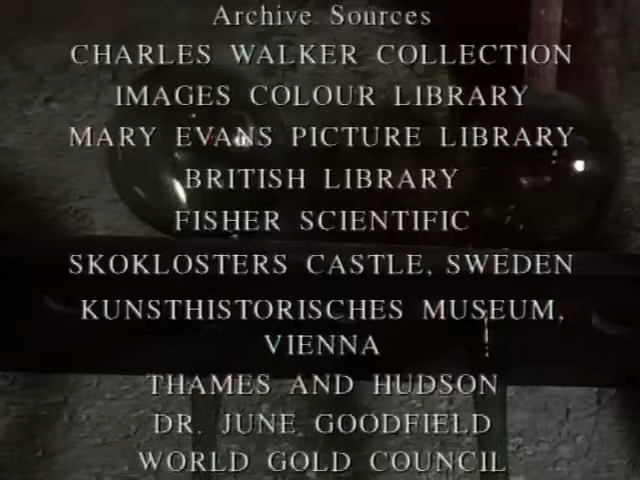 Archive Sources
CHARLES WALKER COLLECTION
IMAGES COLOUR LIBRARY
MARY EVANS PICTURE LIBRARY
BRITISH LIBRARY
FISHER SCIENTIFIC
SKOKLOSTERS CASTLE, SWEDEN
KUNSTHISTORISCHES MUSEUM,
VIENNA
THAMES AND HUDSON
DR. JUNE GOODFIELD
WORLD GOLD COUNCIL